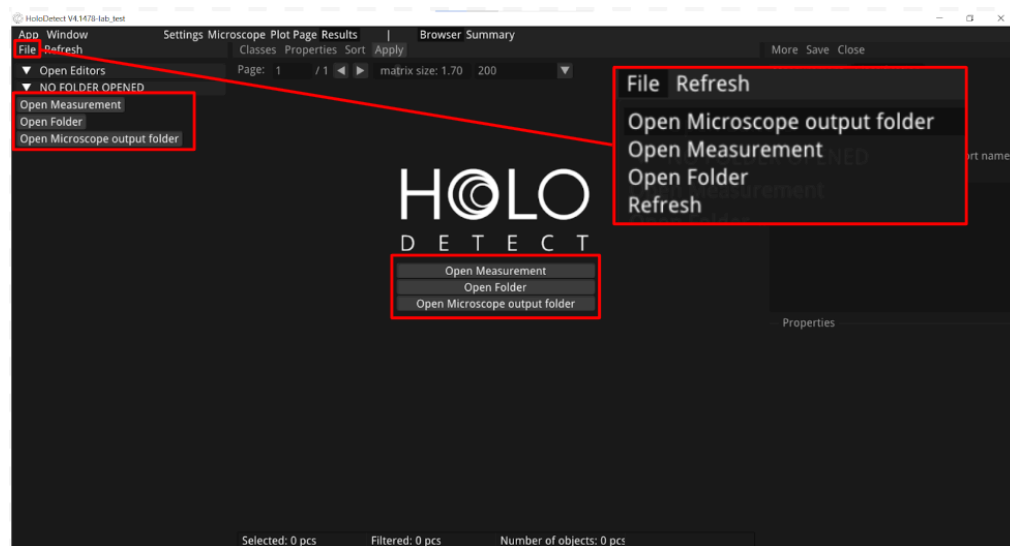 HoloDetect V4.1478-lab_test
App Window Settings Microscope Plot Page Results | Browser Summary
File Refresh Classes Properties Sort Apply More Save Close
▼ Open Editors Page: 1 / 1 ◀ ▶ matrix size: 1.70 200 ▼
▼ NO FOLDER OPENED
Open Measurement
Open Folder
Open Microscope output folder
File Refresh
Open Microscope output folder
Open Measurement
Open Folder
Refresh
ort name
HOLO
DETECT
Open Measurement
Open Folder
Open Microscope output folder
Properties
Selected: 0 pcs Filtered: 0 pcs Number of objects: 0 pcs